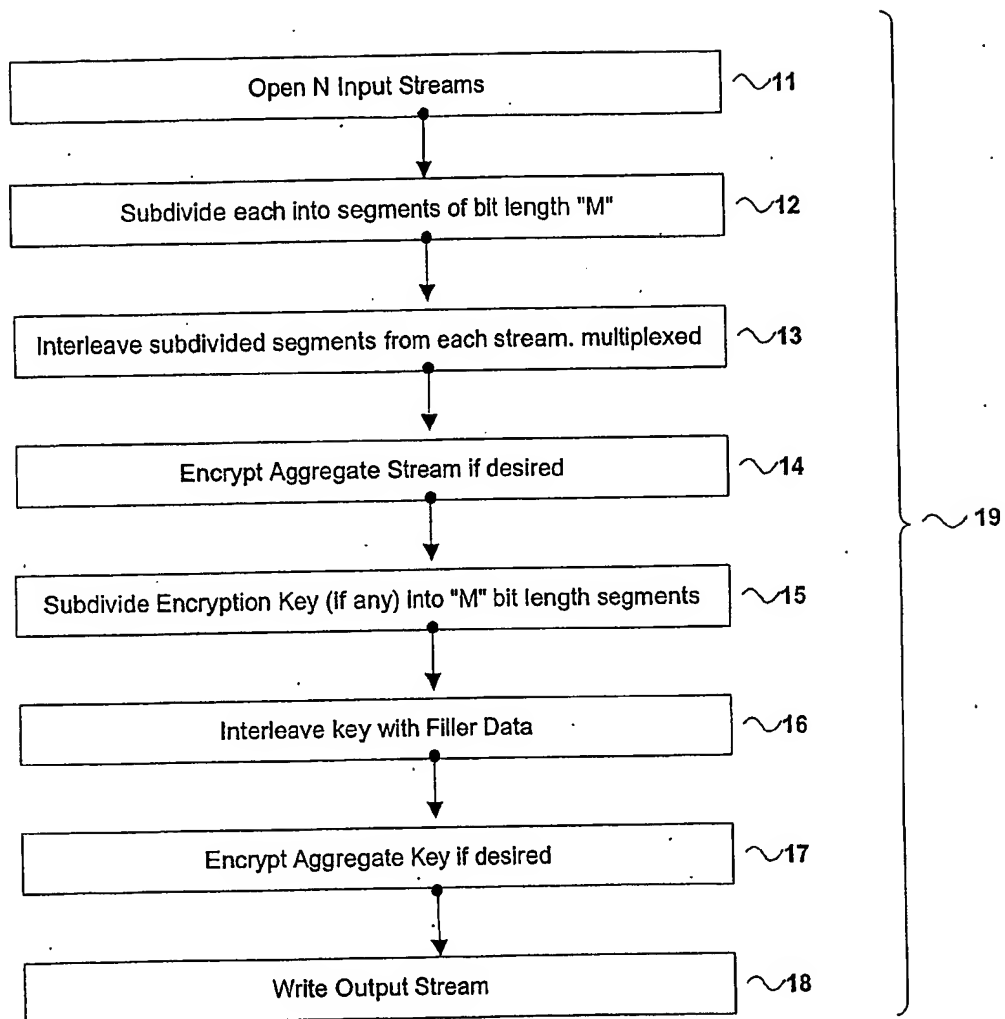 Open N Input Streams
11
Subdivide each into segments of bit length "M"
12
Interleave subdivided segments from each stream. multiplexed
13
Encrypt Aggregate Stream if desired
14
19
Subdivide Encryption Key (if any) into "M" bit length segments
15
Interleave key with Filler Data
16
Encrypt Aggregate Key if desired
17
Write Output Stream
18